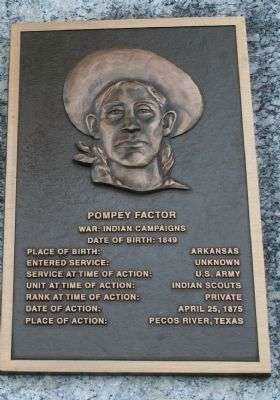 POMPEY FACTOR
WAR: INDIAN CAMPAIGNS
DATE OF BIRTH: 1849
PLACE OF BIRTH: ARKANSAS
ENTERED SERVICE: UNKNOWN
SERVICE AT TIME OF ACTION: U.S. ARMY
UNIT AT TIME OF ACTION: INDIAN SCOUTS
RANK AT TIME OF ACTION: PRIVATE
DATE OF ACTION: APRIL 25, 1875
PLACE OF ACTION: PECOS RIVER, TEXAS